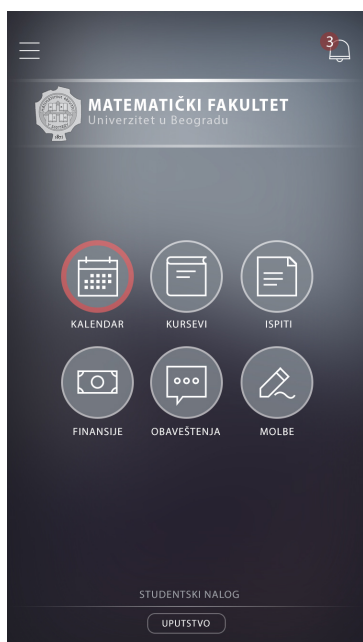 3
MATEMATIČKI FAKULTET
Univerzitet u Beogradu
KALENDAR
KURSEVI
ISPITI
FINANSIJE
OBAVEŠTENJA
MOLBE
STUDENTSKI NALOG
UPUTSTVO